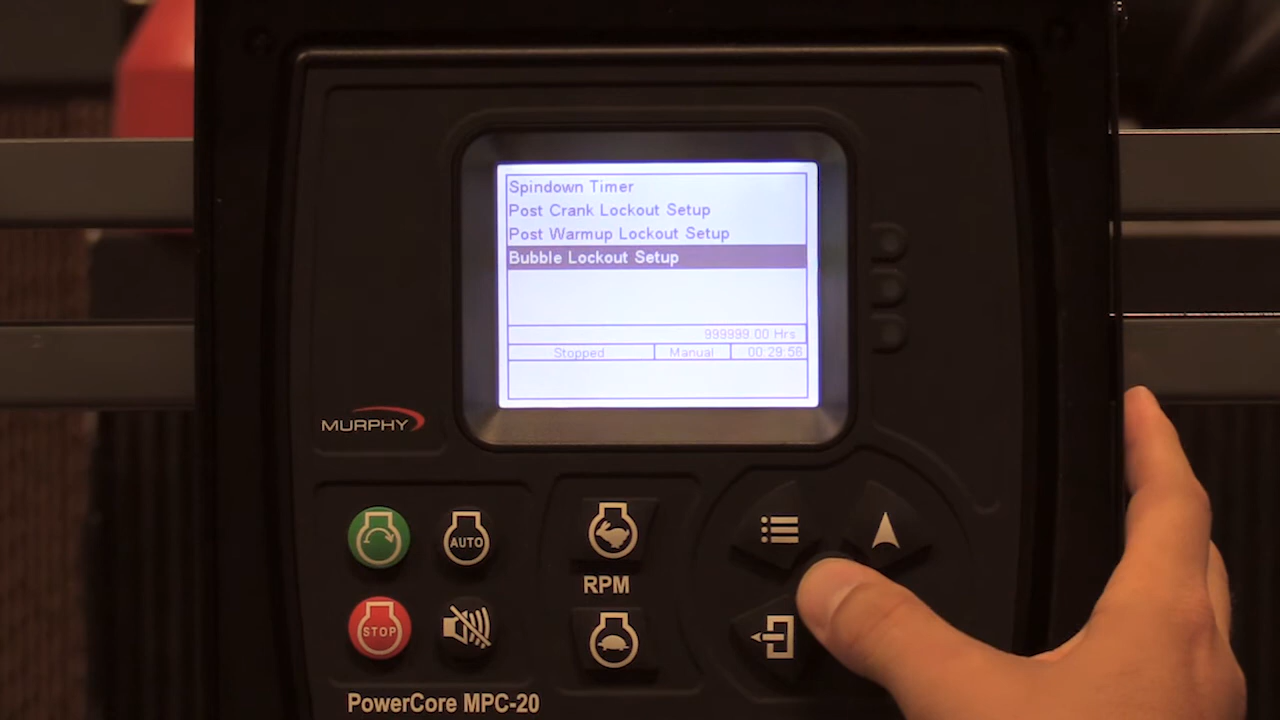 Spindown Timer
Post Crank Lockout Setup
Post Warmup Lockout Setup
Bubble Lockout Setup
999999.00 Hrs
Stopped Manual 00:29:56
MURPHY
AUTO
RPM
STOP
PowerCore MPC-20